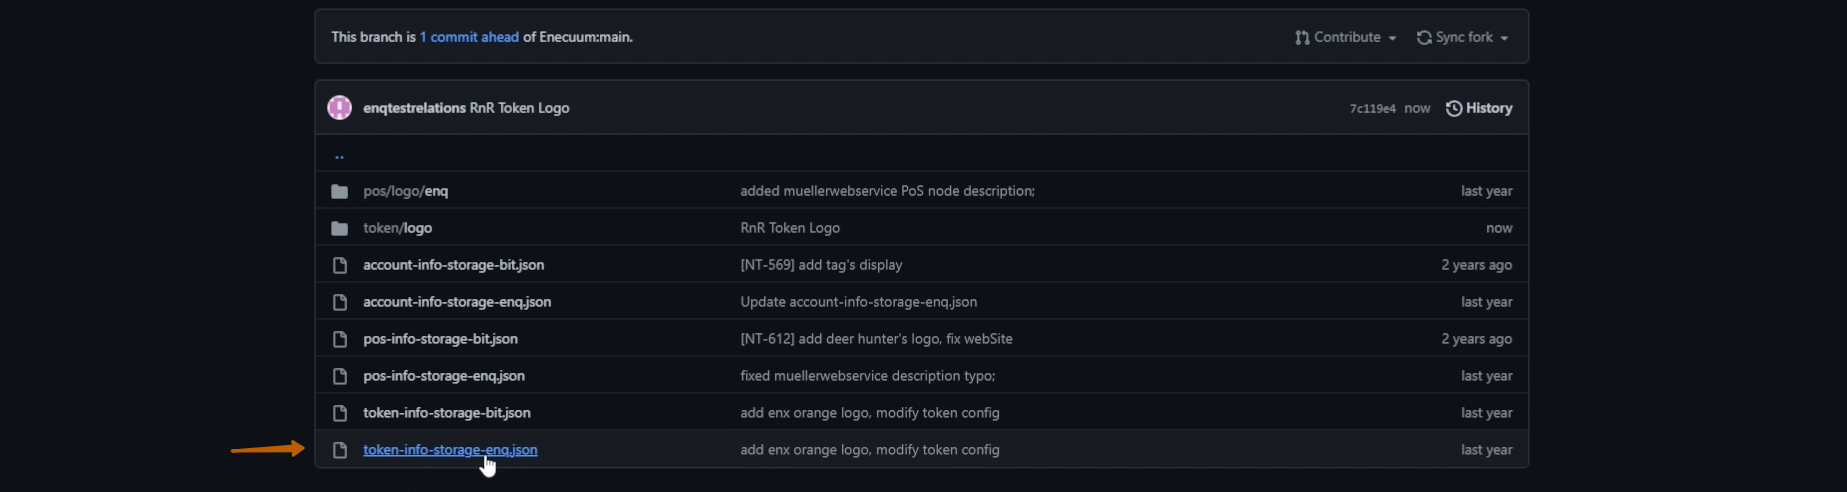 This branch is 1 commit ahead of Enecuum:main.
Contribute
Sync fork
enqtestrelations RnR Token Logo
7c119e4 now History
..
pos/logo/enq added muellerwebservice PoS node description; last year
token/logo RnR Token Logo now
account-info-storage-bit.json [NT-569] add tag's display 2 years ago
account-info-storage-enq.json Update account-info-storage-enq.json last year
pos-info-storage-bit.json [NT-612] add deer hunter's logo, fix webSite 2 years ago
pos-info-storage-enq.json fixed muellerwebservice description typo; last year
token-info-storage-bit.json add enx orange logo, modify token config last year
token-info-storage-enq.json add enx orange logo, modify token config last year